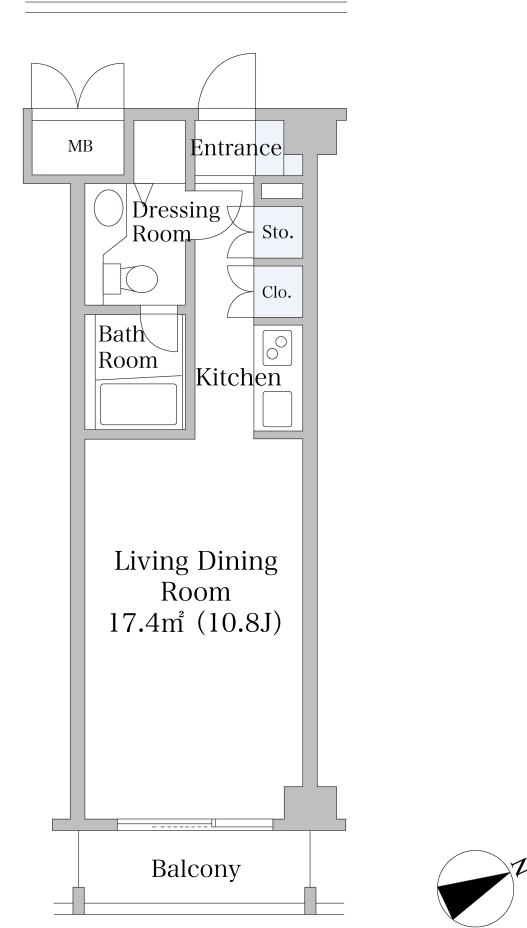 MB
Entrance
Dressing
Room
Sto.
Clo.
Bath
Room
Kitchen
Living Dining
Room
17.4㎡ (10.8J)
Balcony
N